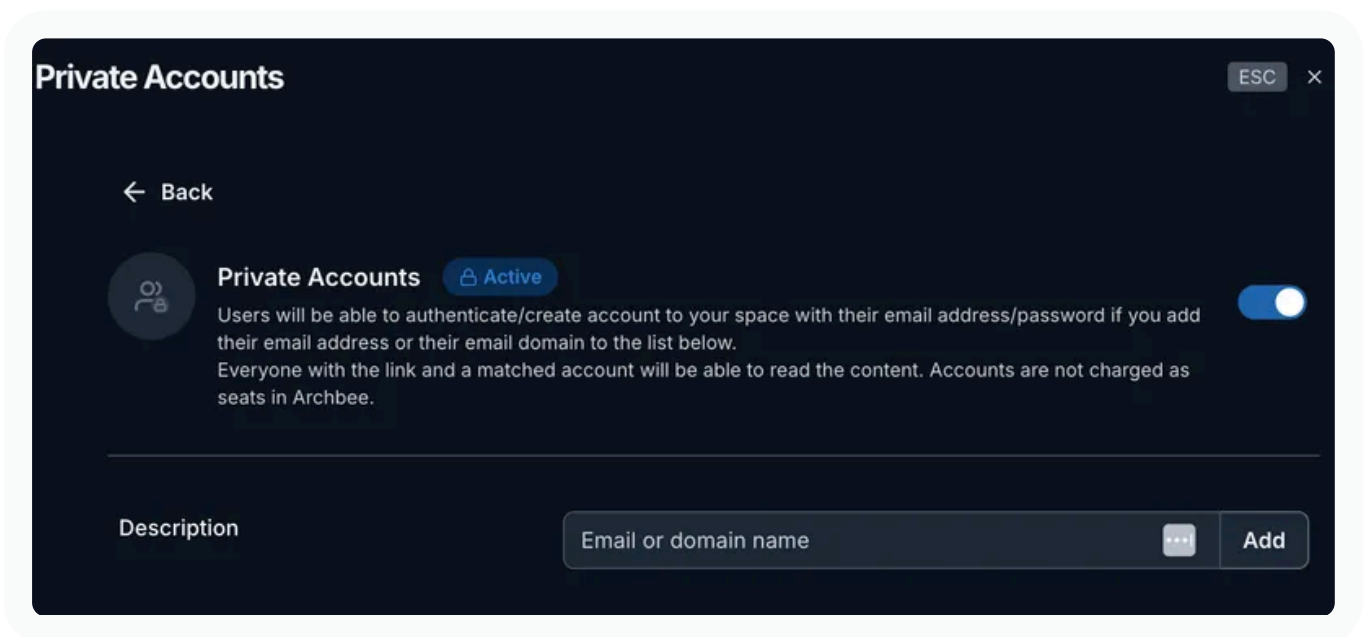 Private Accounts
ESC
Back
Private Accounts
Active
Users will be able to authenticate/create account to your space with their email address/password if you add
their email address or their email domain to the list below.
Everyone with the link and a matched account will be able to read the content. Accounts are not charged as
seats in Archbee.
Description
Email or domain name
Add